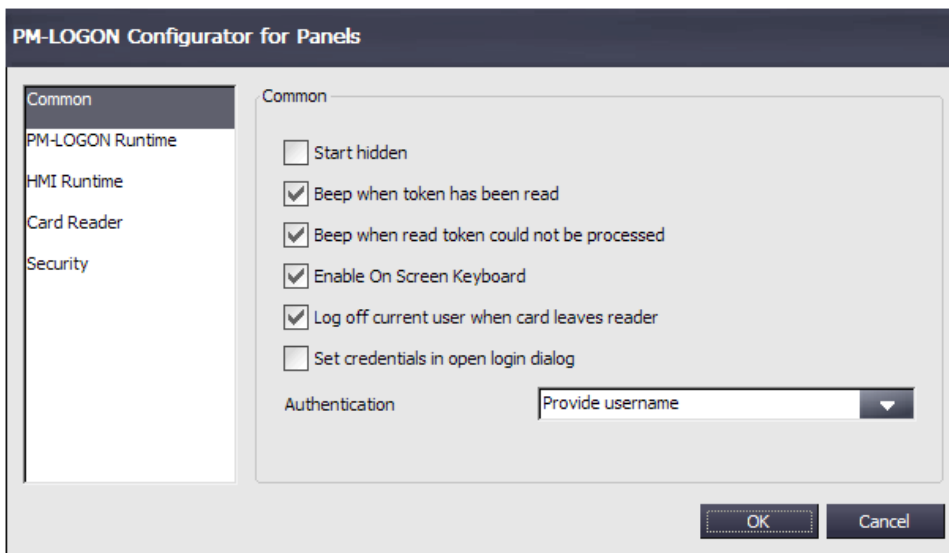 PM-LOGON Configurator for Panels
Common
PM-LOGON Runtime
HMI Runtime
Card Reader
Security
Common
Start hidden
Beep when token has been read
Beep when read token could not be processed
Enable On Screen Keyboard
Log off current user when card leaves reader
Set credentials in open login dialog
Authentication Provide username
OK Cancel